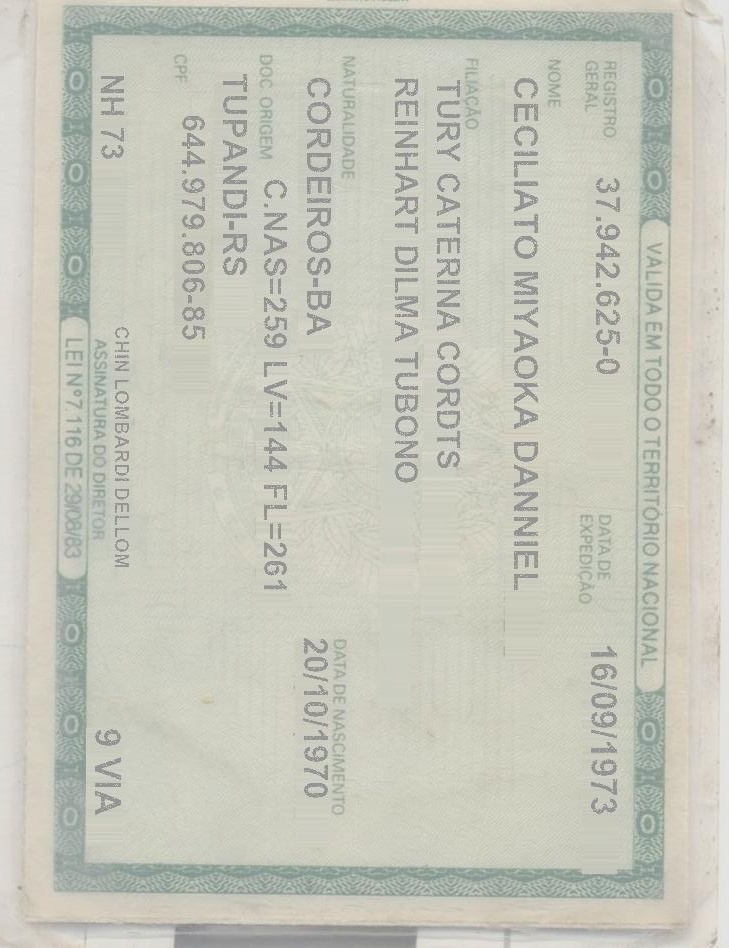 VÁLIDA EM TODO O TERRITÓRIO NACIONAL
REGISTRO GERAL 37.942.625-0 DATA DE EXPEDIÇÃO 16/09/1973
NOME
CECILIATO MIYAOKA DANNIEL
FILIAÇÃO
TURY CATERINA CORDTS
REINHART DILMA TUBONO
NATURALIDADE DATA DE NASCIMENTO
CORDEIROS-BA 20/10/1970
DOC ORIGEM C.NAS=259 LV=144 FL=261
TUPANDI-RS
CPF 644.979.806-85
NH 73 CHIN LOMBARDI DELLOM 9 VIA
ASSINATURA DO DIRETOR
LEI Nº 7.116 DE 29/08/83